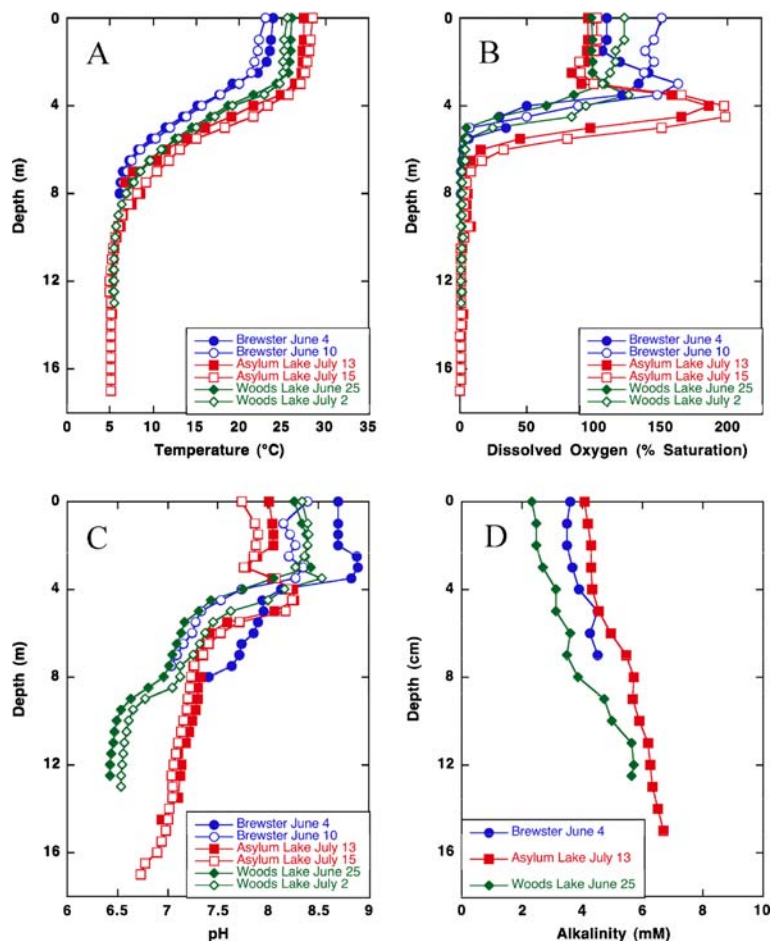 A
0
4
8
12
16
Depth (m)
Brewster June 4
Brewster June 10
Asylum Lake July 13
Asylum Lake July 15
Woods Lake June 25
Woods Lake July 2
0 5 10 15 20 25 30 35
Temperature (°C)
B
0
4
8
12
16
Depth (m)
Brewster June 4
Brewster June 10
Asylum Lake July 13
Asylum Lake July 15
Woods Lake June 25
Woods Lake July 2
0 50 100 150 200
Dissolved Oxygen (% Saturation)
C
0
4
8
12
16
Depth (m)
Brewster June 4
Brewster June 10
Asylum Lake July 13
Asylum Lake July 15
Woods Lake June 25
Woods Lake July 2
6 6.5 7 7.5 8 8.5 9
pH
D
0
4
8
12
16
Depth (cm)
Brewster June 4
Asylum Lake July 13
Woods Lake June 25
0 2 4 6 8 10
Alkalinity (mM)